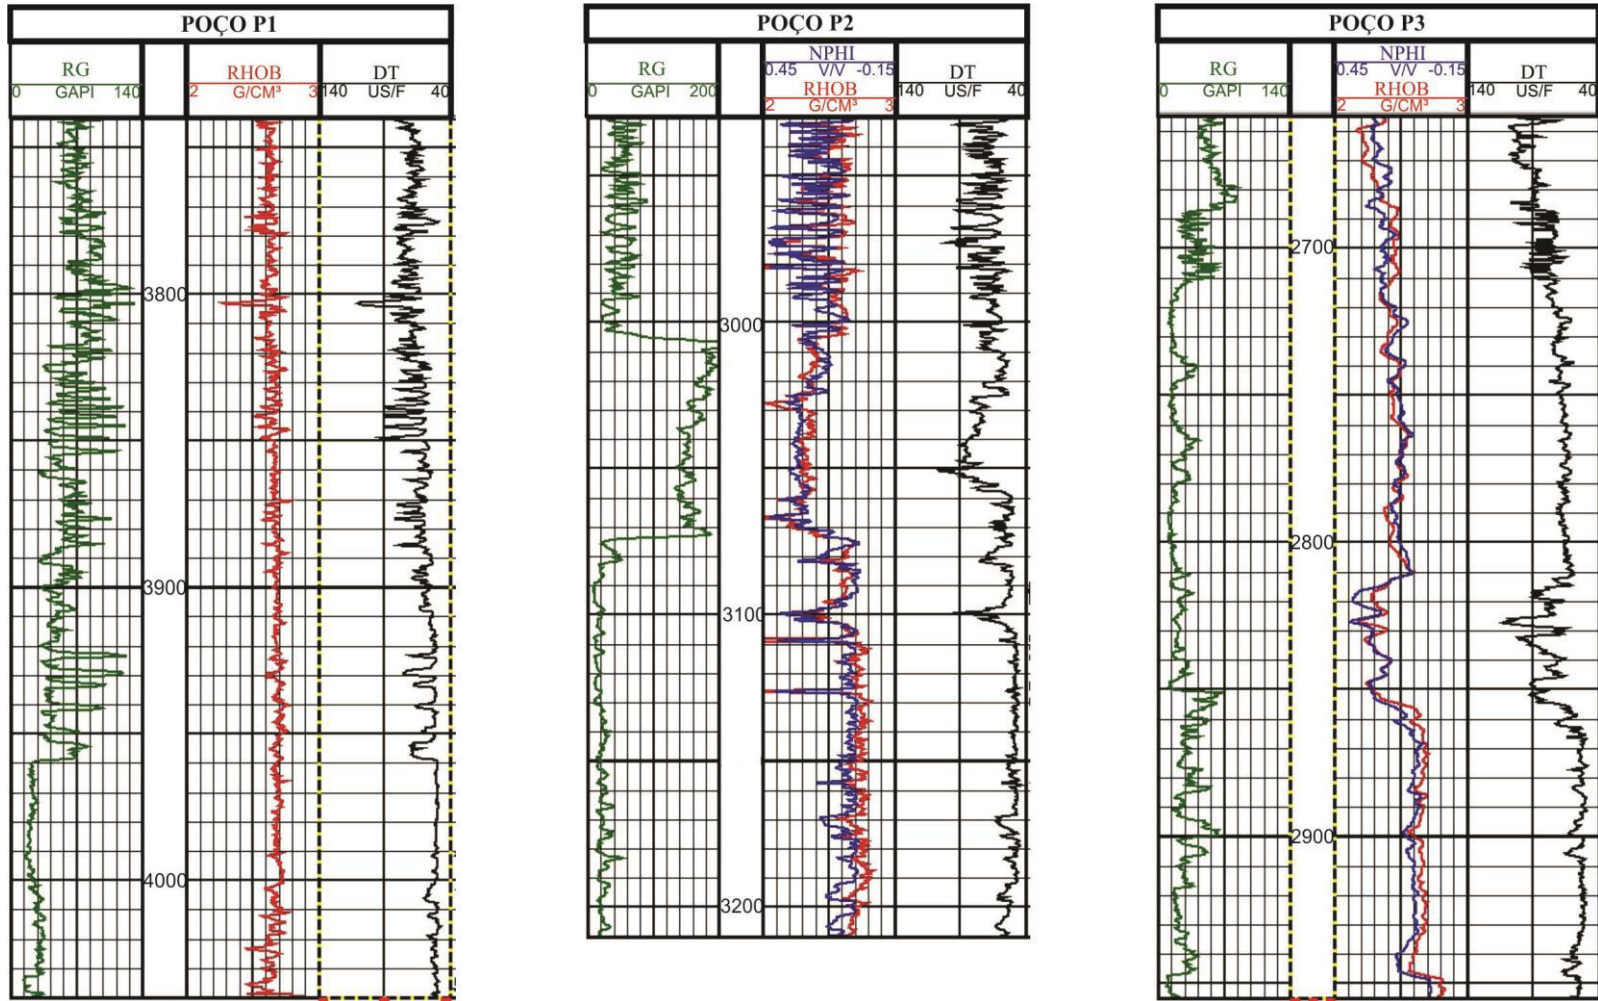 POÇO P1
RG
0 GAPI 140
RHOB
2 G/CM³ 3
DT
140 US/F 40
3800
3900
4000
POÇO P2
RG
0 GAPI 200
NPHI
0.45 V/V -0.15
RHOB
2 G/CM³ 3
DT
140 US/F 40
3000
3100
3200
POÇO P3
RG
0 GAPI 140
NPHI
0.45 V/V -0.15
RHOB
2 G/CM³ 3
DT
140 US/F 40
2700
2800
2900